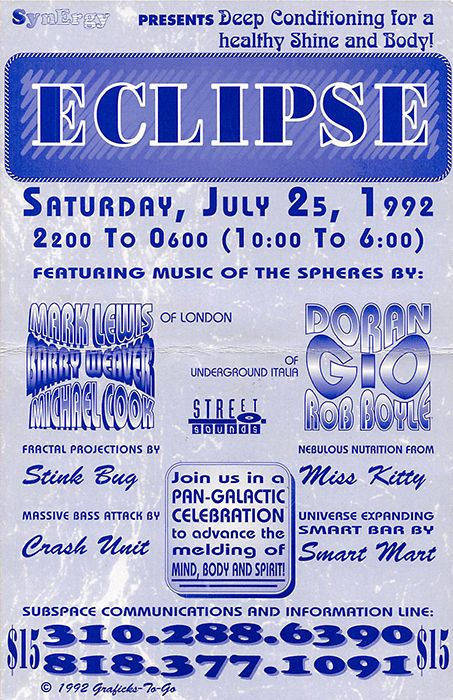 SynErgy PRESENTS Deep Conditioning for a
healthy Shine and Body!
ECLIPSE
Saturday, July 25, 1992
2200 To 0600 (10:00 To 6:00)
FEATURING MUSIC OF THE SPHERES BY:
MARK LEWIS OF LONDON
BARRY WEAVER
MICHAEL COOK
DORAN
GIO OF UNDERGROUND ITALIA
ROB BOYLE
STREET
sounds
FRACTAL PROJECTIONS BY
Stink Bug
MASSIVE BASS ATTACK BY
Crash Unit
Join us in a
PAN-GALACTIC
CELEBRATION
to advance the
melding of
MIND, BODY AND SPIRIT!
NEBULOUS NUTRITION FROM
Miss Kitty
UNIVERSE EXPANDING
SMART BAR BY
Smart Mart
SUBSPACE COMMUNICATIONS AND INFORMATION LINE:
$15 310.288.6390 $15
818.377.1091
© 1992 Graficks-To-Go